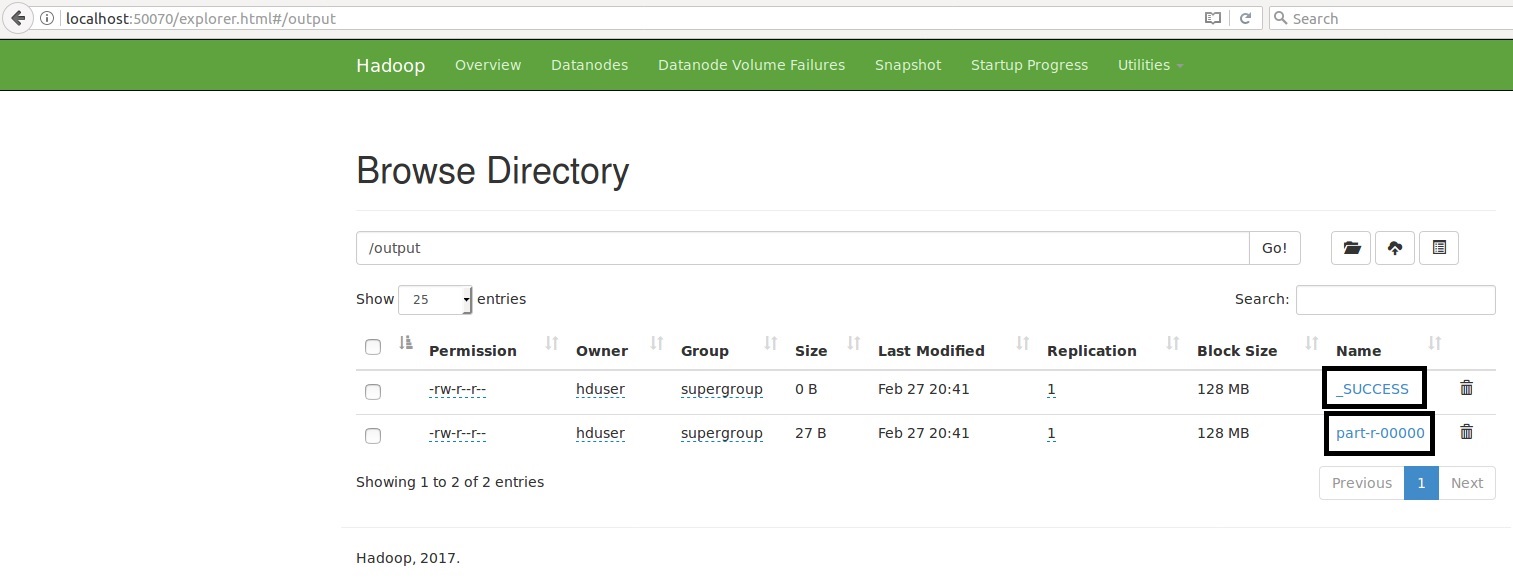 localhost:50070/explorer.html#/output Search
Hadoop Overview Datanodes Datanode Volume Failures Snapshot Startup Progress Utilities
Browse Directory
/output Go!
Show 25 entries Search:
Permission Owner Group Size Last Modified Replication Block Size Name
-rw-r--r-- hduser supergroup 0 B Feb 27 20:41 1 128 MB _SUCCESS
-rw-r--r-- hduser supergroup 27 B Feb 27 20:41 1 128 MB part-r-00000
Showing 1 to 2 of 2 entries Previous 1 Next
Hadoop, 2017.